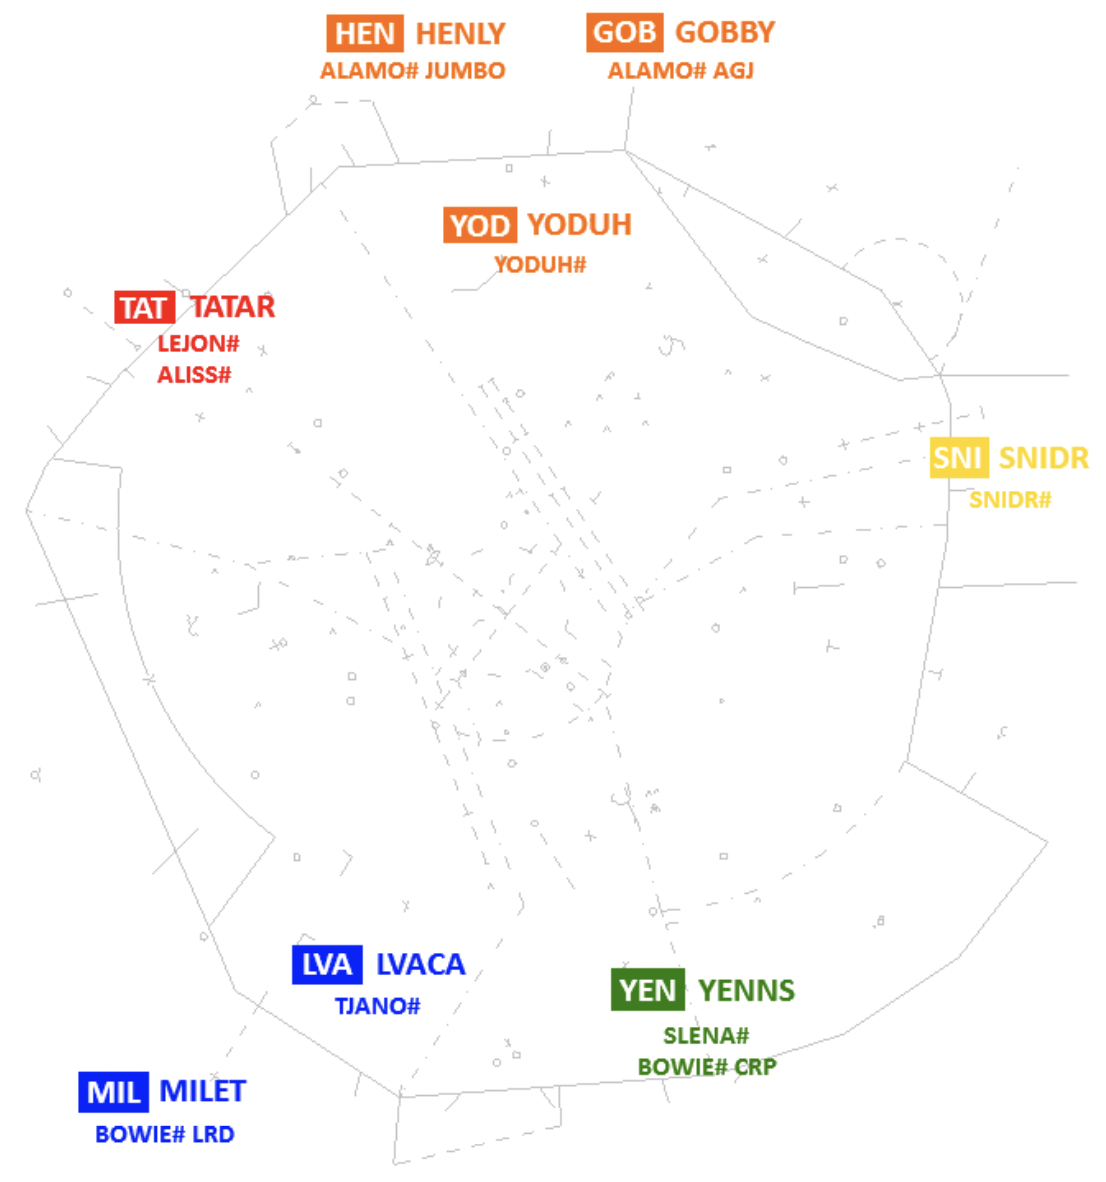 HEN HENLY
ALAMO# JUMBO
GOB GOBBY
ALAMO# AGJ
YOD YODUH
YODUH#
TAT TATAR
LEJON#
ALISS#
SNI SNIDR
SNIDR#
LVA LVACA
TJANO#
YEN YENNS
SLENA#
BOWIE# CRP
MIL MILET
BOWIE# LRD